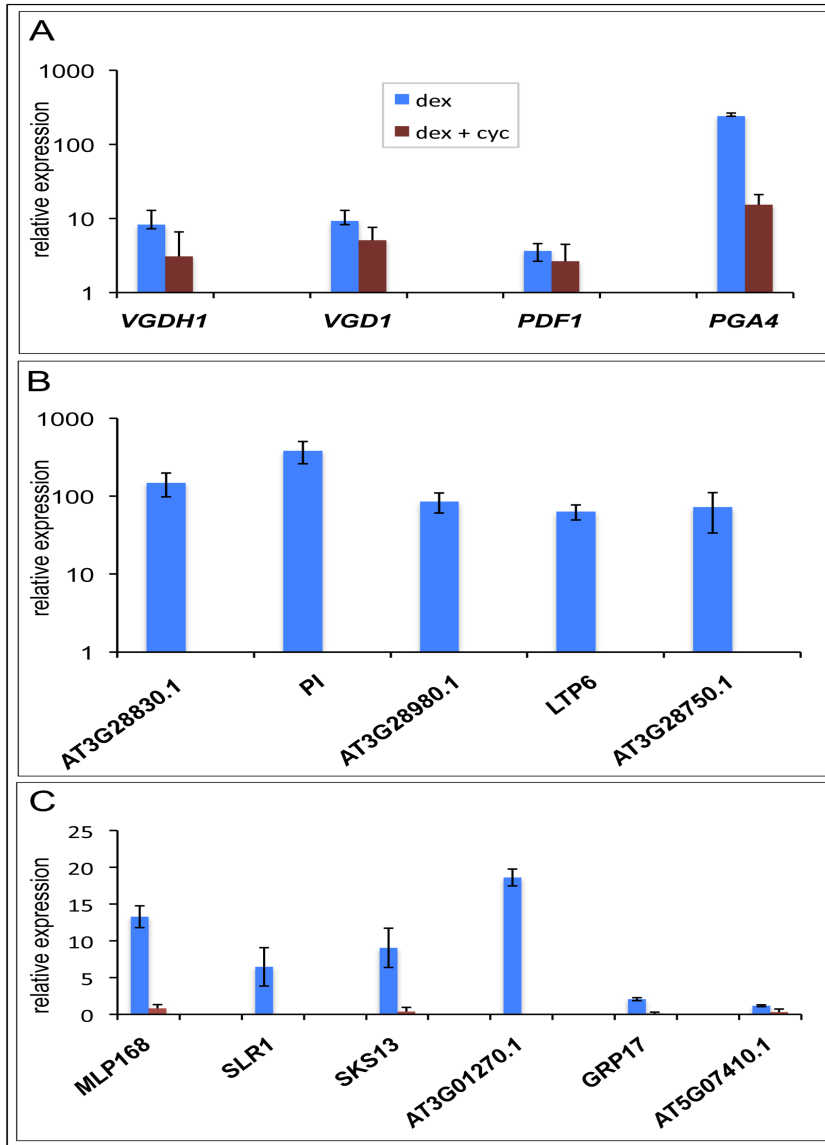 A
relative expression
1000
100
10
1
dex
dex + cyc
VGDH1 VGD1 PDF1 PGA4
B
relative expression
1000
100
10
1
AT3G28830.1 PI AT3G28980.1 LTP6 AT3G28750.1
C
relative expression
25
20
15
10
5
0
MLP168 SLR1 SKS13 AT3G01270.1 GRP17 AT5G07410.1